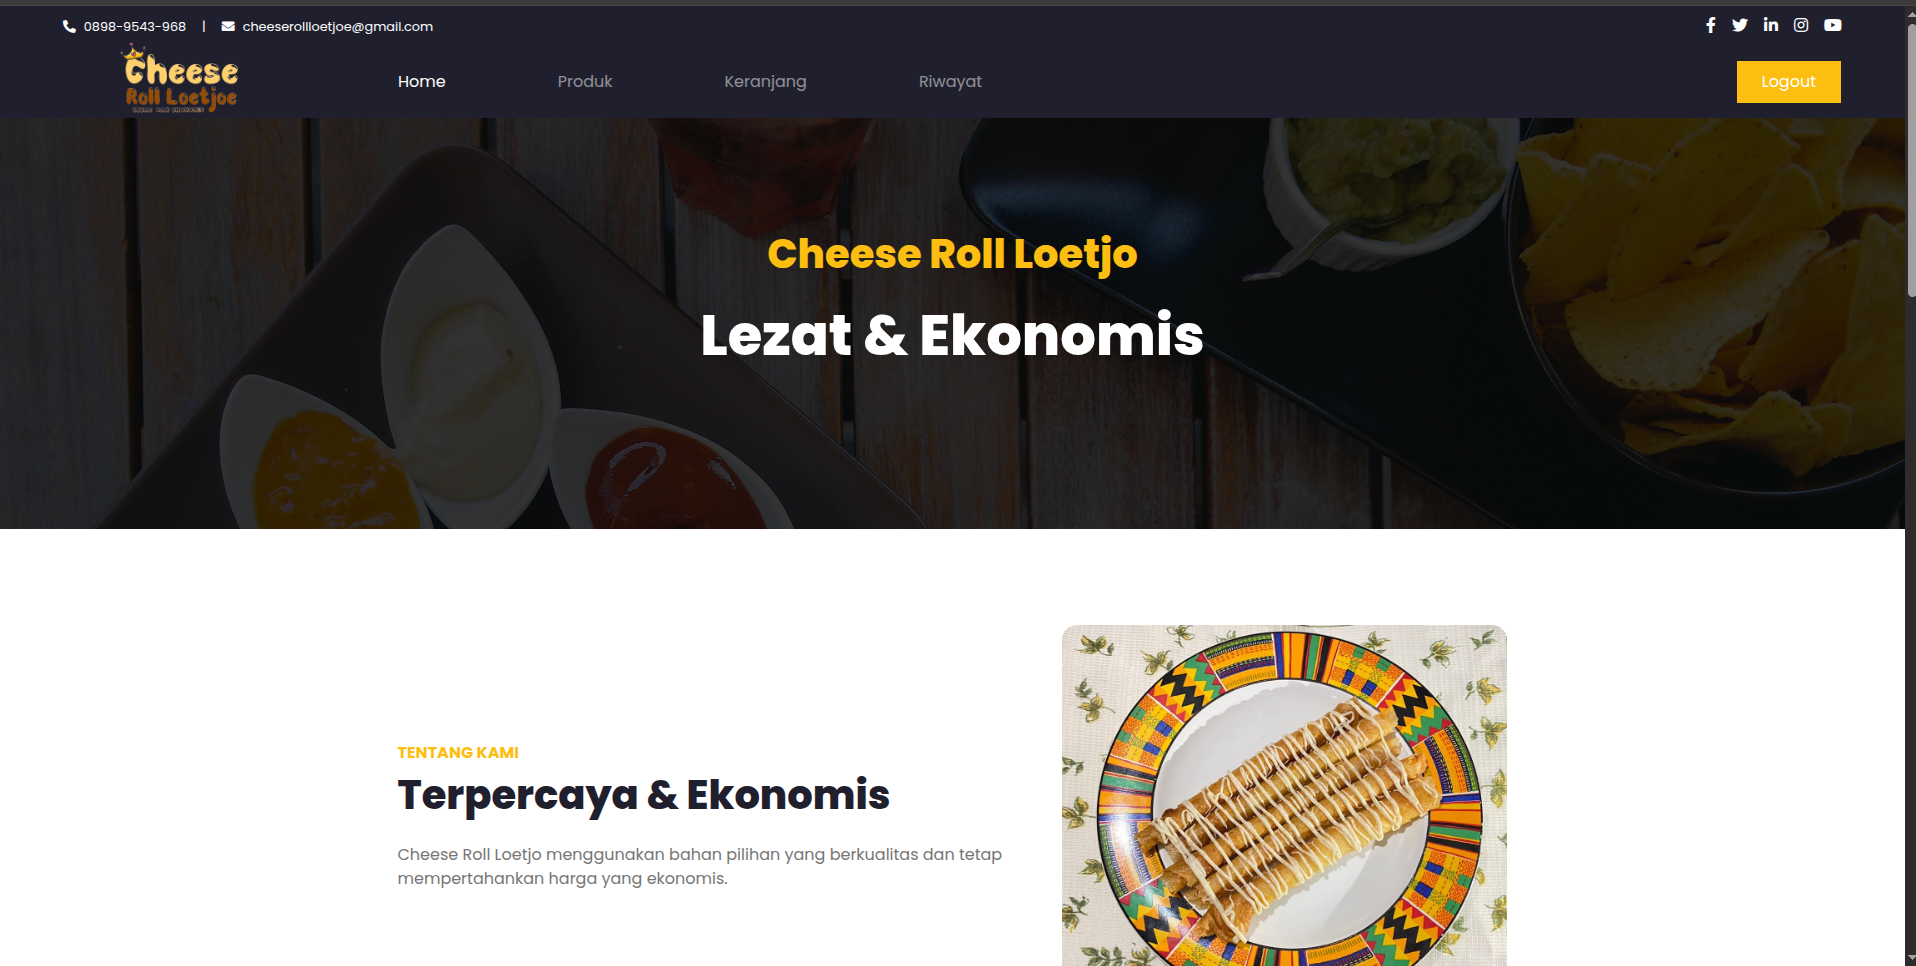 0898-9543-968 | cheeserollloetjoe@gmail.com
Cheese
Roll Loetjoe
Home Produk Keranjang Riwayat Logout
Cheese Roll Loetjo
Lezat & Ekonomis
TENTANG KAMI
Terpercaya & Ekonomis
Cheese Roll Loetjo menggunakan bahan pilihan yang berkualitas dan tetap
mempertahankan harga yang ekonomis.